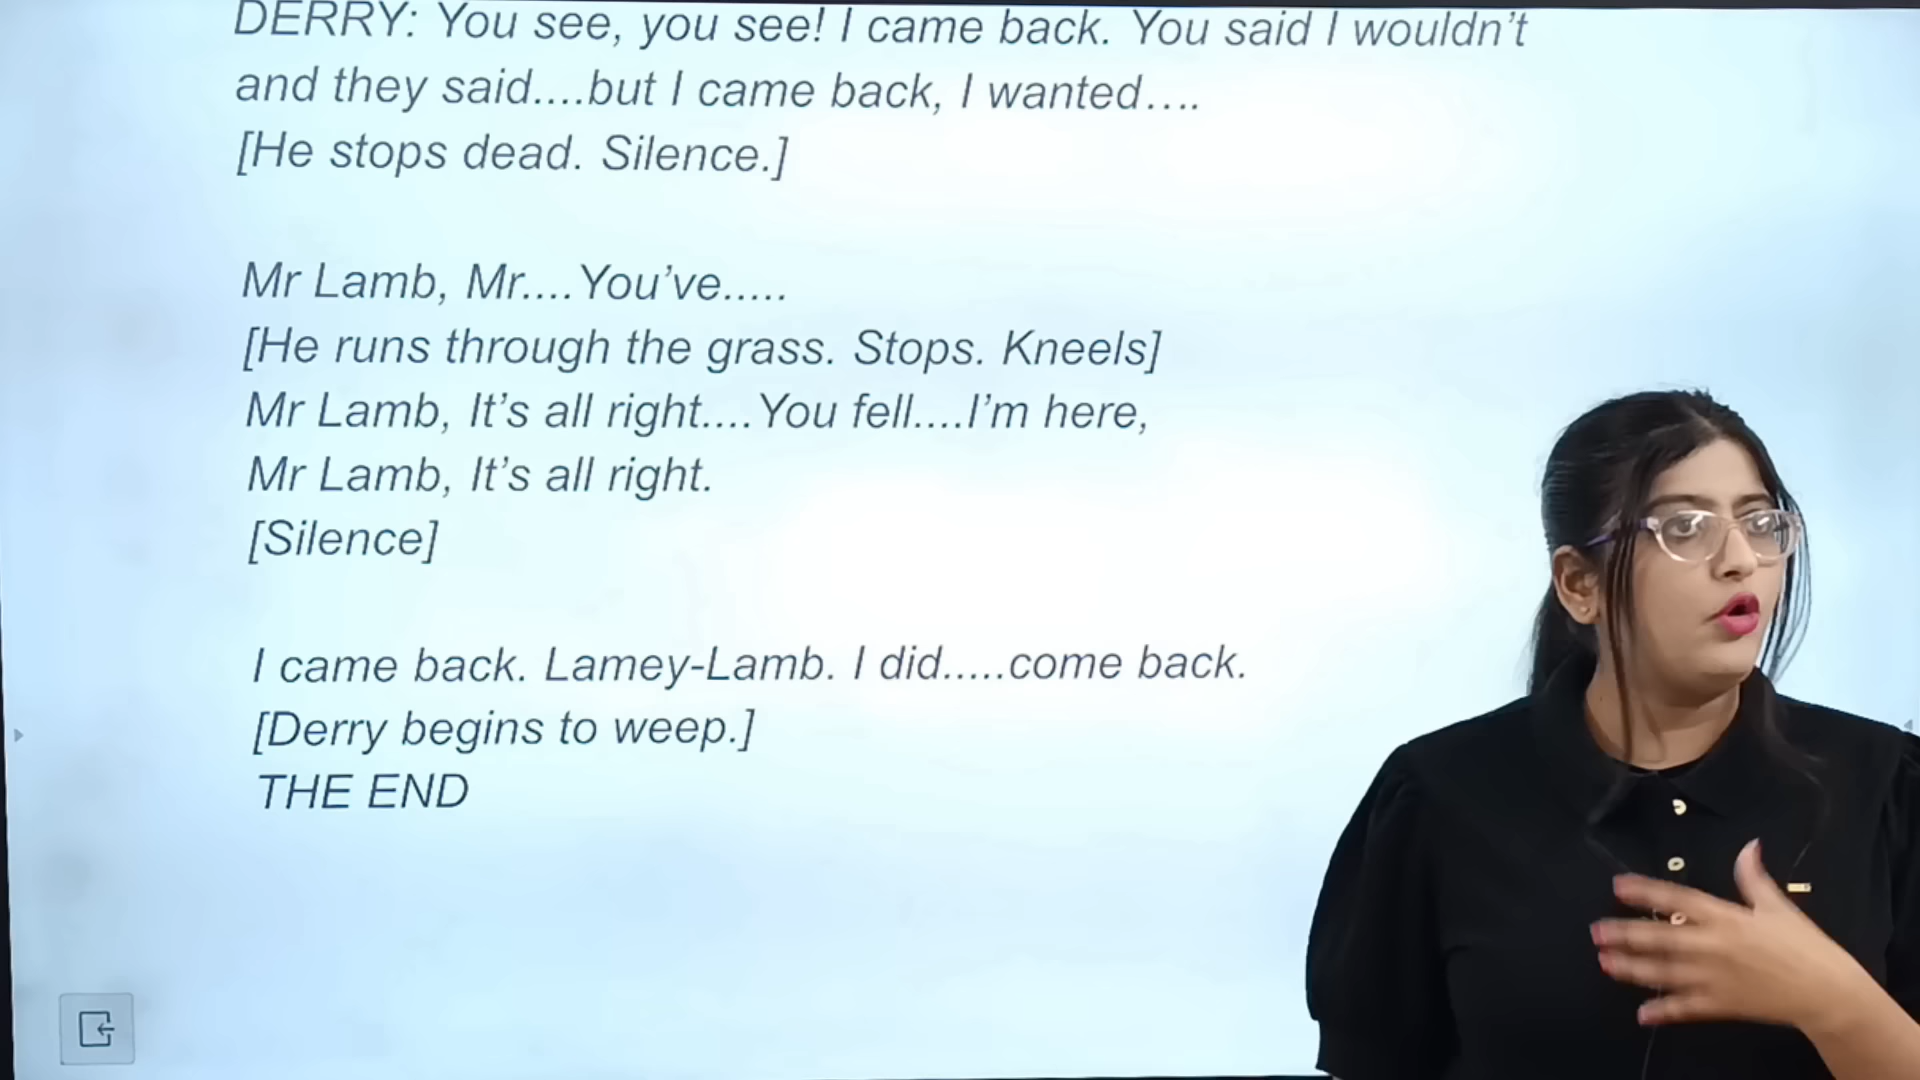 DERRY: You see, you see! I came back. You said I wouldn't
and they said....but I came back, I wanted....
[He stops dead. Silence.]
Mr Lamb, Mr....You've.....
[He runs through the grass. Stops. Kneels]
Mr Lamb, It's all right....You fell....I'm here,
Mr Lamb, It's all right.
[Silence]
I came back. Lamey-Lamb. I did.....come back.
[Derry begins to weep.]
THE END